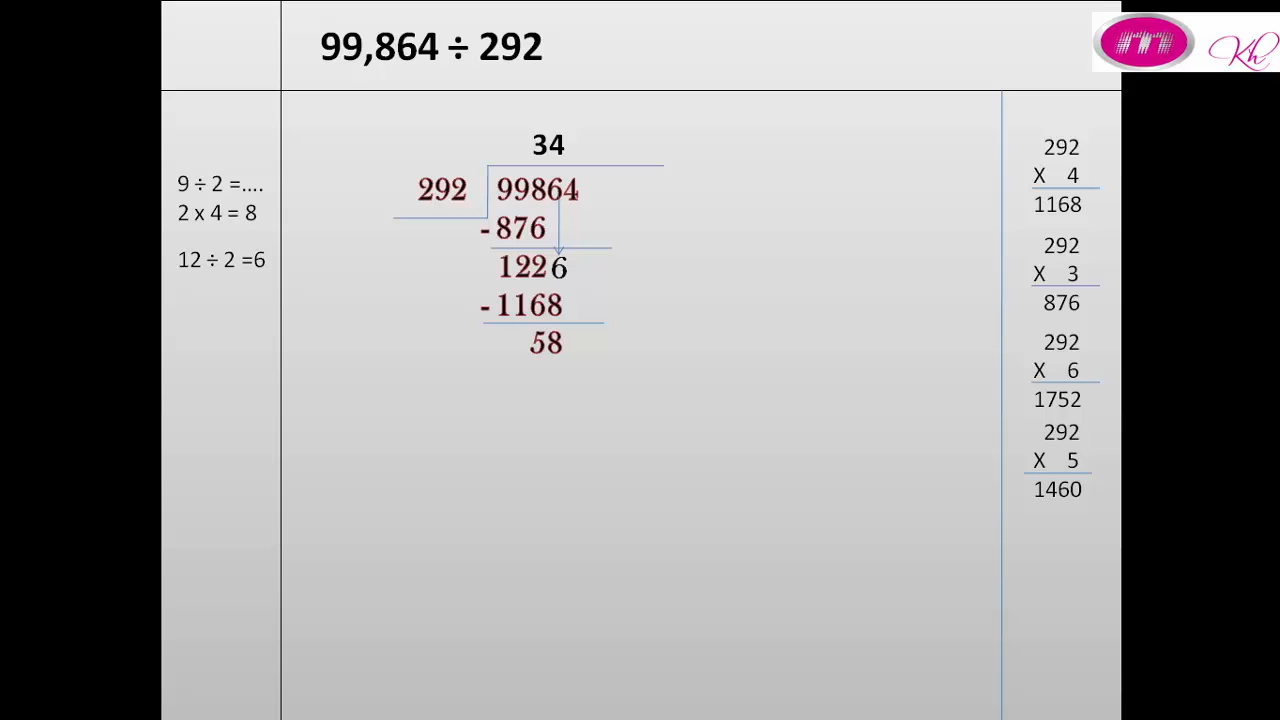 99,864 ÷ 292
m
Kh
9 ÷ 2 =....
2 x 4 = 8
12 ÷ 2 =6
34
292 99864
-876
1226
-1168
58
292
X 4
1168
292
X 3
876
292
X 6
1752
292
X 5
1460